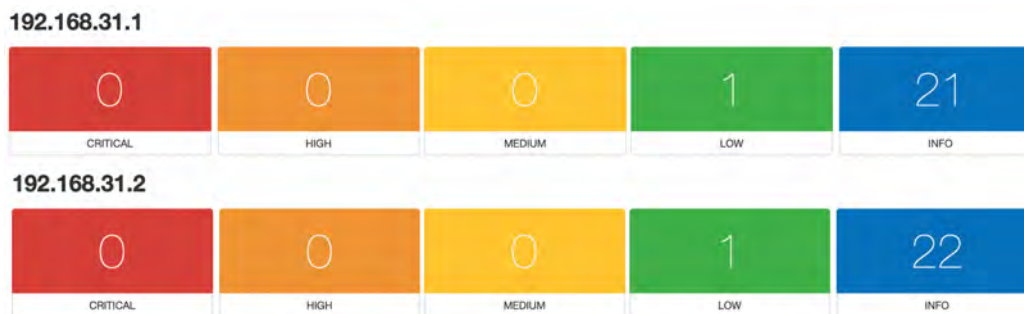 192.168.31.1
0 0 0 1 21
CRITICAL HIGH MEDIUM LOW INFO
192.168.31.2
0 0 0 1 22
CRITICAL HIGH MEDIUM LOW INFO